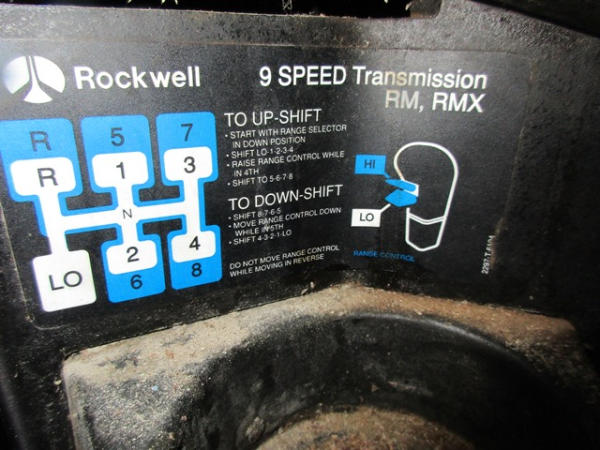 Rockwell
9 SPEED Transmission
RM, RMX
R 5 7
R 1 3
N
LO 2 4
6 8
TO UP-SHIFT
• START WITH RANGE SELECTOR
IN DOWN POSITION
• SHIFT LO-1-2-3-4
• RAISE RANGE CONTROL WHILE
IN 4TH
• SHIFT TO 5-6-7-8
TO DOWN-SHIFT
• SHIFT 8-7-6-5
• MOVE RANGE CONTROL DOWN
WHILE IN 5TH
• SHIFT 4-3-2-1-LO
DO NOT MOVE RANGE CONTROL
WHILE MOVING IN REVERSE
HI
LO
RANGE CONTROL